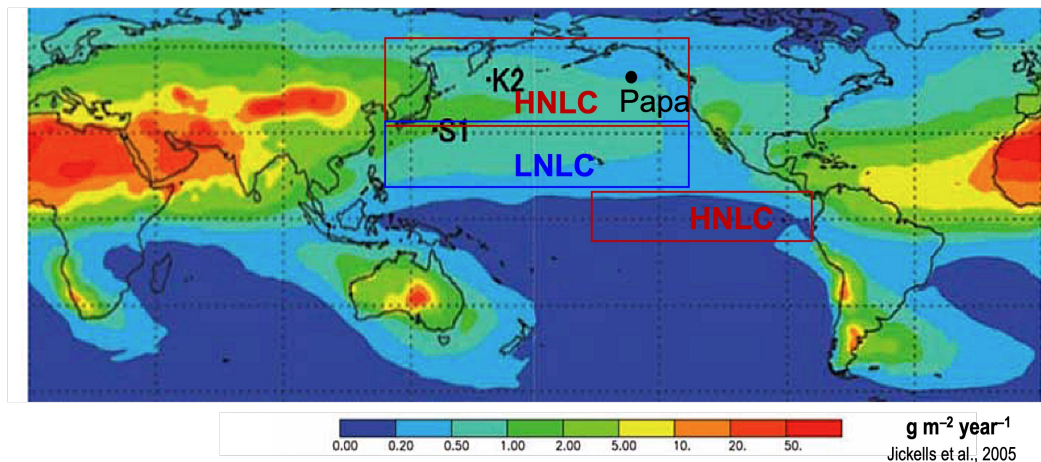 K2
HNLC
Papa
S1
LNLC
HNLC
0.00 0.20 0.50 1.00 2.00 5.00 10. 20. 50.
g m⁻² year⁻¹
Jickells et al., 2005